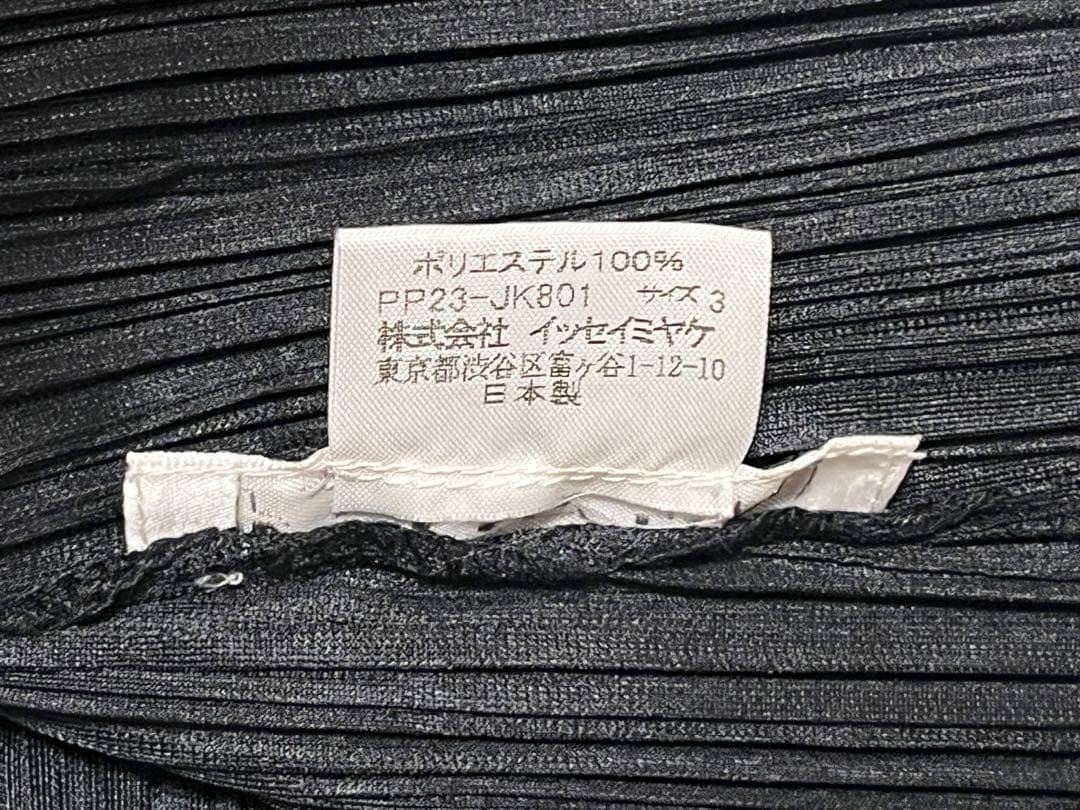 ポリエステル100%
PP23-JK801 サイズ 3
株式会社 イッセイミヤケ
東京都渋谷区富ヶ谷1-12-10
日本製